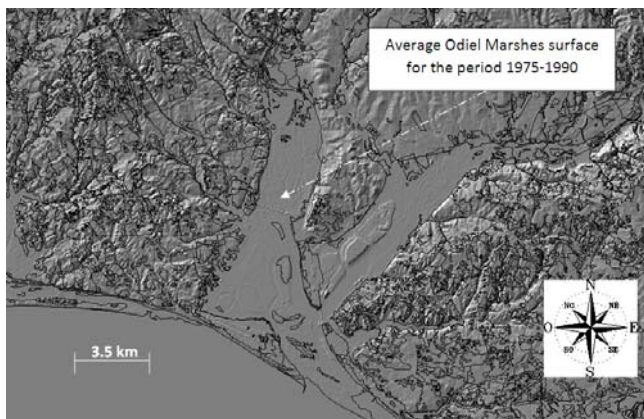 Average Odiel Marshes surface
for the period 1975-1990
3.5 km
N
NO
NE
O
E
SO
SE
S